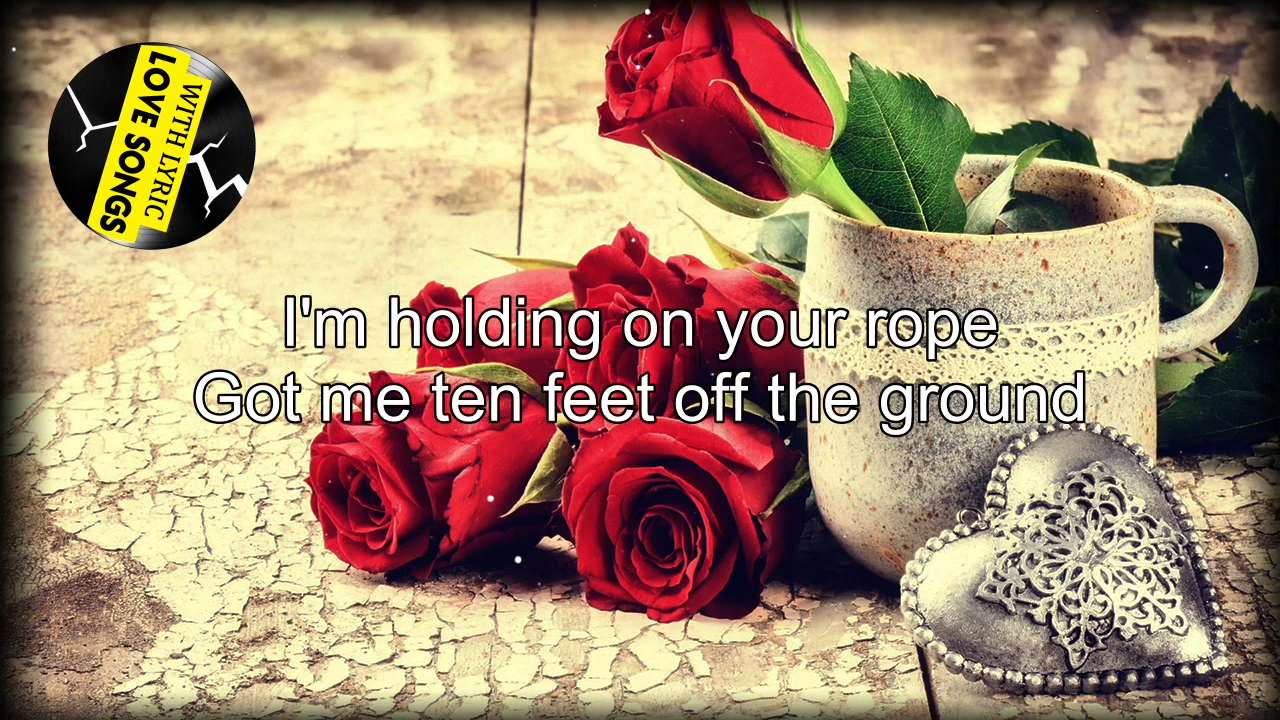 LOVE SONGS
WITH LYRIC
I'm holding on your rope
Got me ten feet off the ground